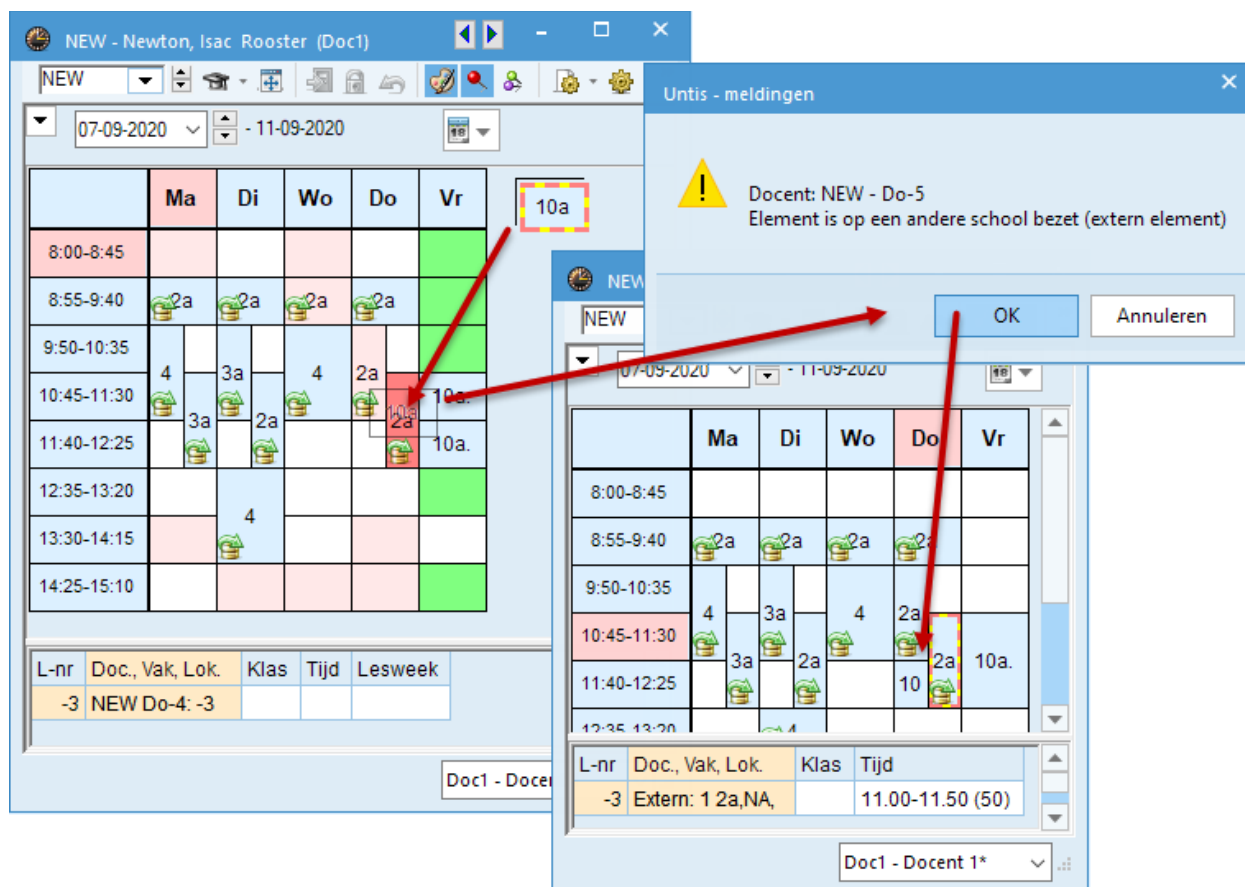 NEW - Newton, Isac Rooster (Doc1)
NEW
07-09-2020 - 11-09-2020
Ma Di Wo Do Vr
10a
8:00-8:45
8:55-9:40 2a 2a 2a 2a
9:50-10:35
4 3a 4 2a
10:45-11:30 10a 10a.
3a 2a 2a
11:40-12:25 10a.
12:35-13:20
4
13:30-14:15
14:25-15:10
L-nr Doc., Vak, Lok. Klas Tijd Lesweek
-3 NEW Do-4: -3
Doc1 - Docen
Untis - meldingen
Docent: NEW - Do-5
Element is op een andere school bezet (extern element)
OK Annuleren
NEW
NEW
07-09-2020 - 11-09-2020
Ma Di Wo Do Vr
8:00-8:45
8:55-9:40 2a 2a 2a 2a
9:50-10:35
4 3a 4 2a
10:45-11:30
3a 2a 2a 10a.
11:40-12:25 10
12:35-13:20 4
L-nr Doc., Vak, Lok. Klas Tijd
-3 Extern: 1 2a,NA, 11.00-11.50 (50)
Doc1 - Docent 1*